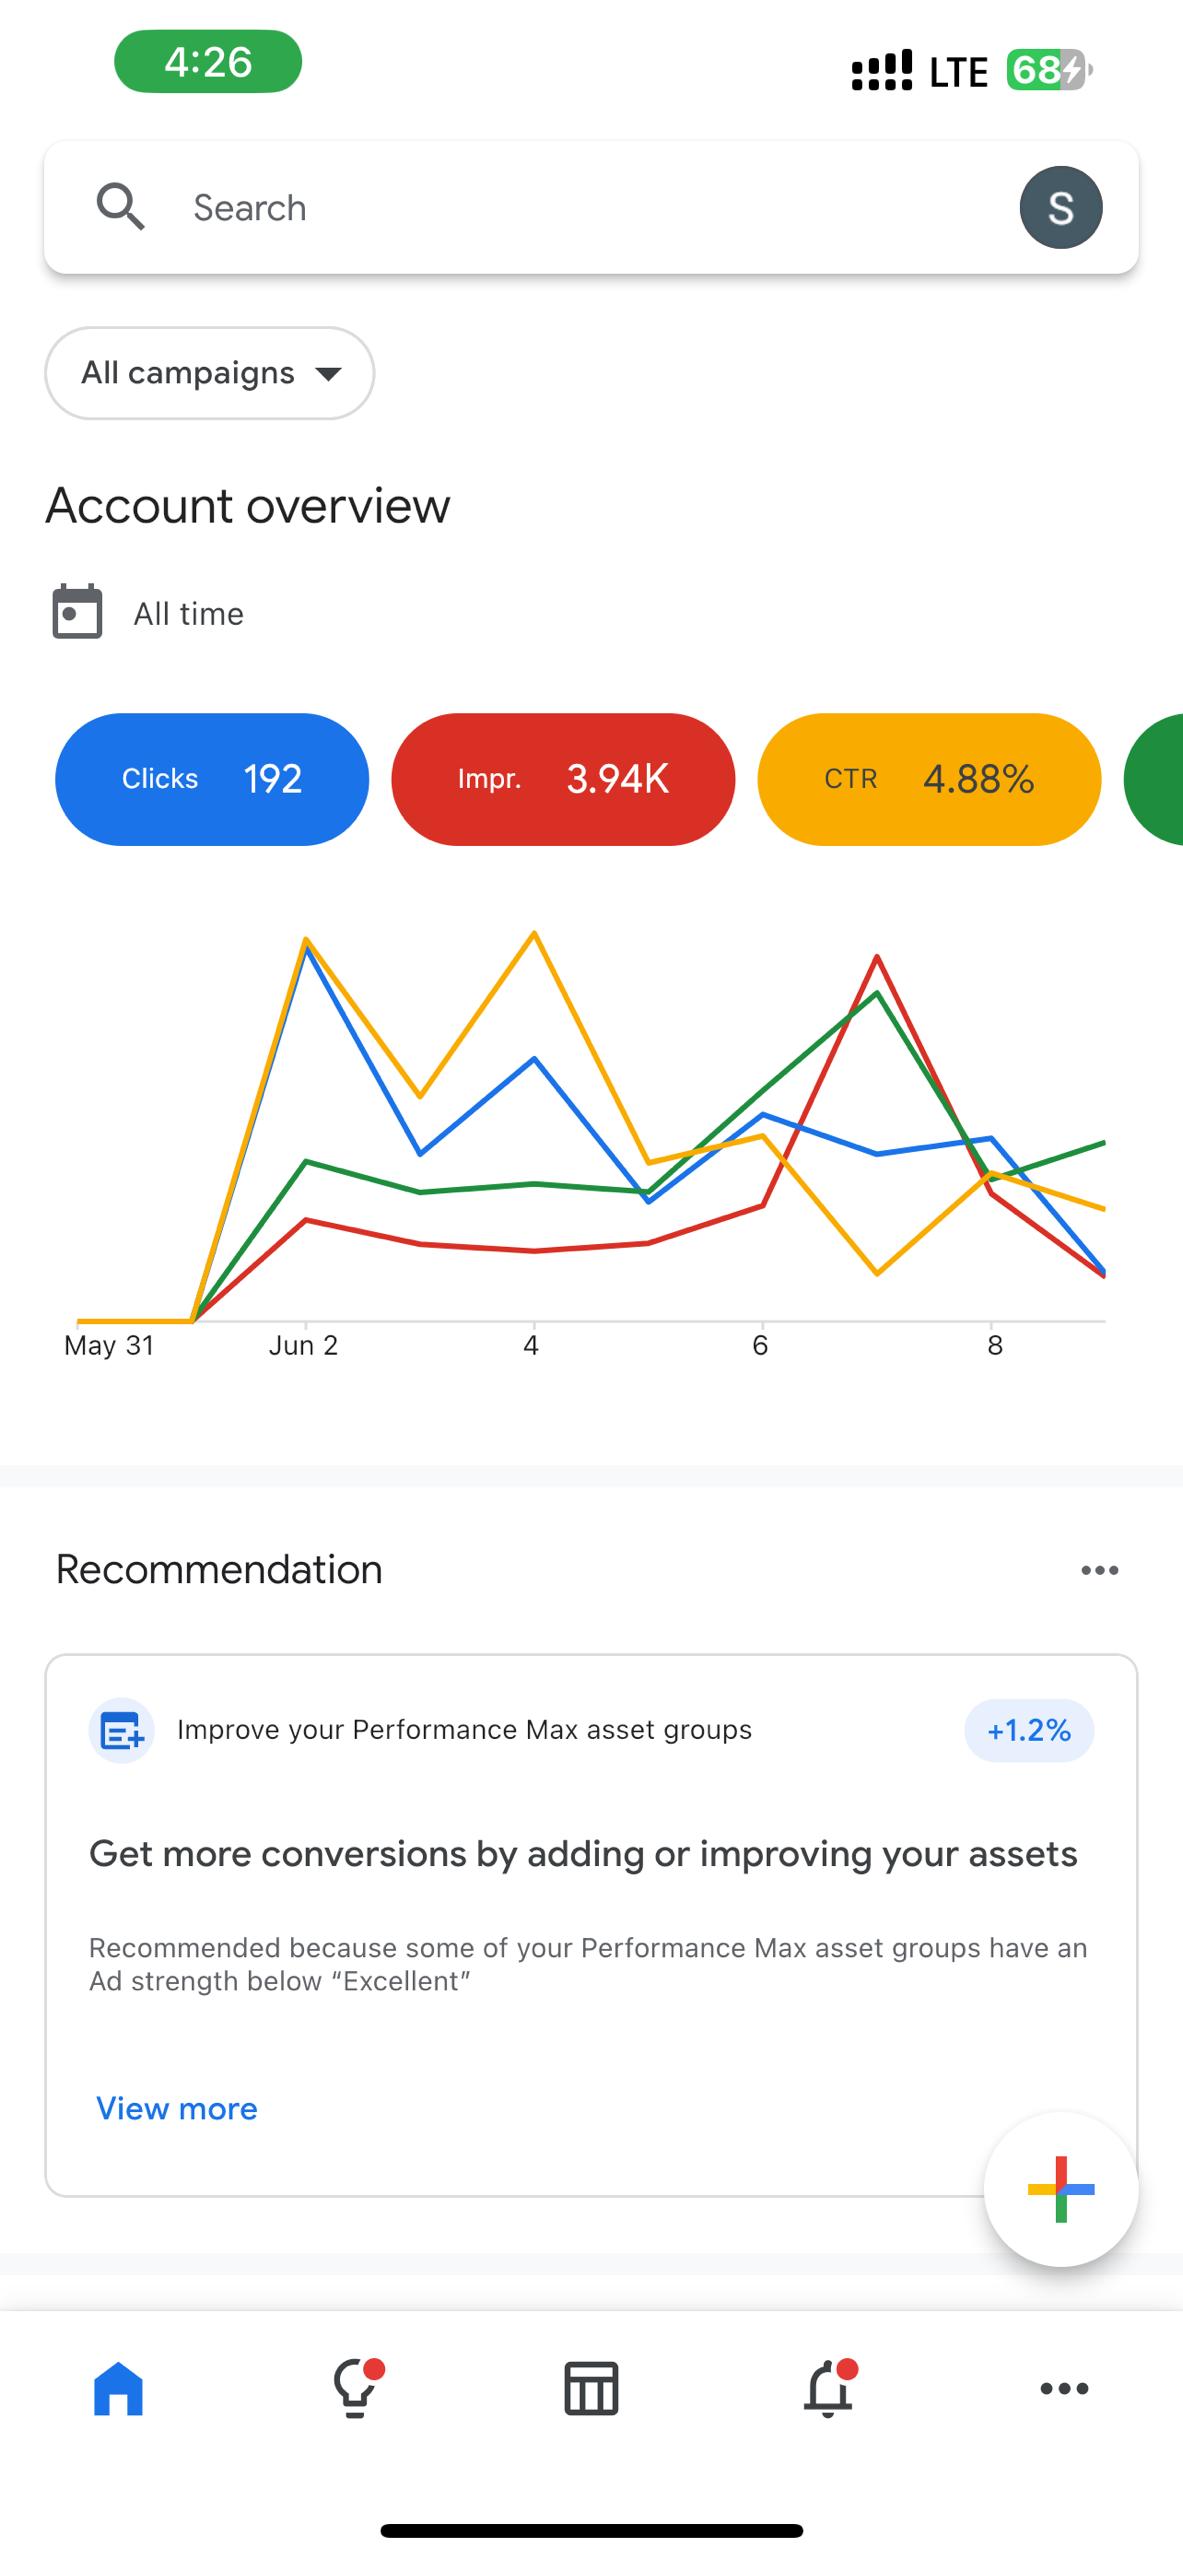 4:26
LTE 68
Search
S
All campaigns
Account overview
All time
Clicks 192
Impr. 3.94K
CTR 4.88%
May 31 Jun 2 4 6 8
Recommendation
Improve your Performance Max asset groups +1.2%
Get more conversions by adding or improving your assets
Recommended because some of your Performance Max asset groups have an
Ad strength below “Excellent”
View more